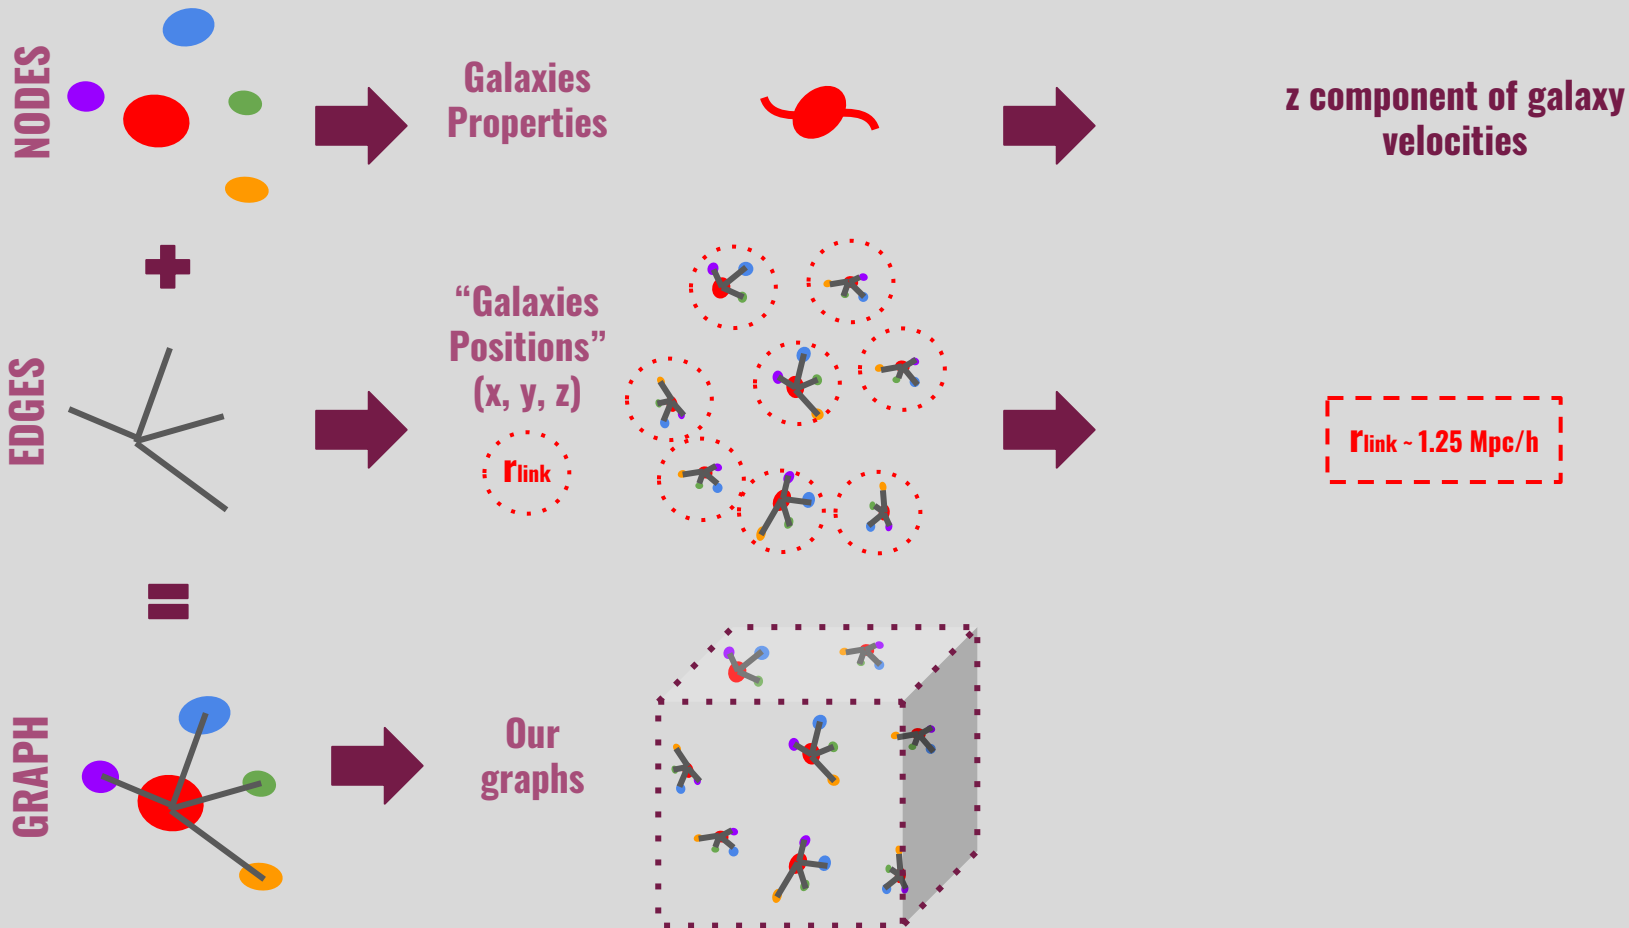 NODES
Galaxies
Properties
z component of galaxy
velocities
EDGES
“Galaxies
Positions”
(x, y, z)
rlink
rlink ~ 1.25 Mpc/h
GRAPH
Our
graphs